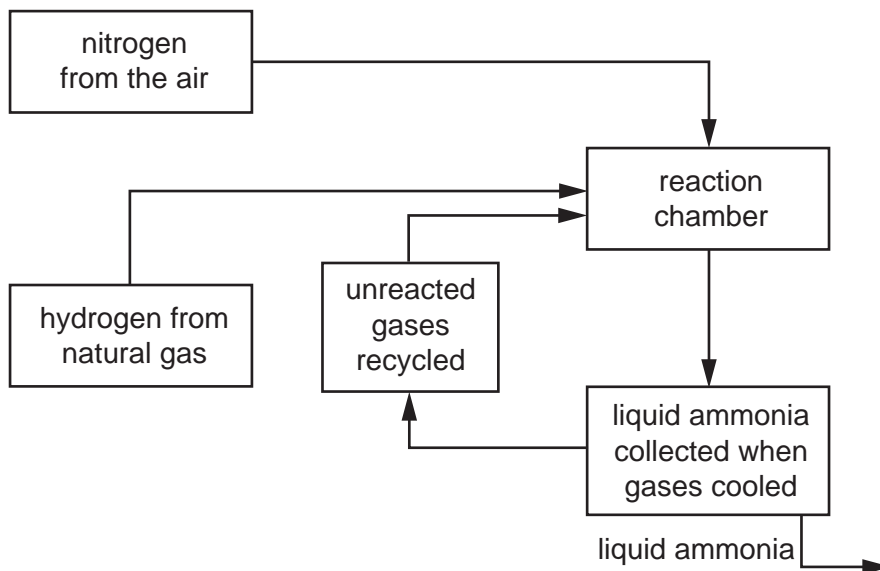 nitrogen
from the air
reaction
chamber
hydrogen from
natural gas
unreacted
gases
recycled
liquid ammonia
collected when
gases cooled
liquid ammonia